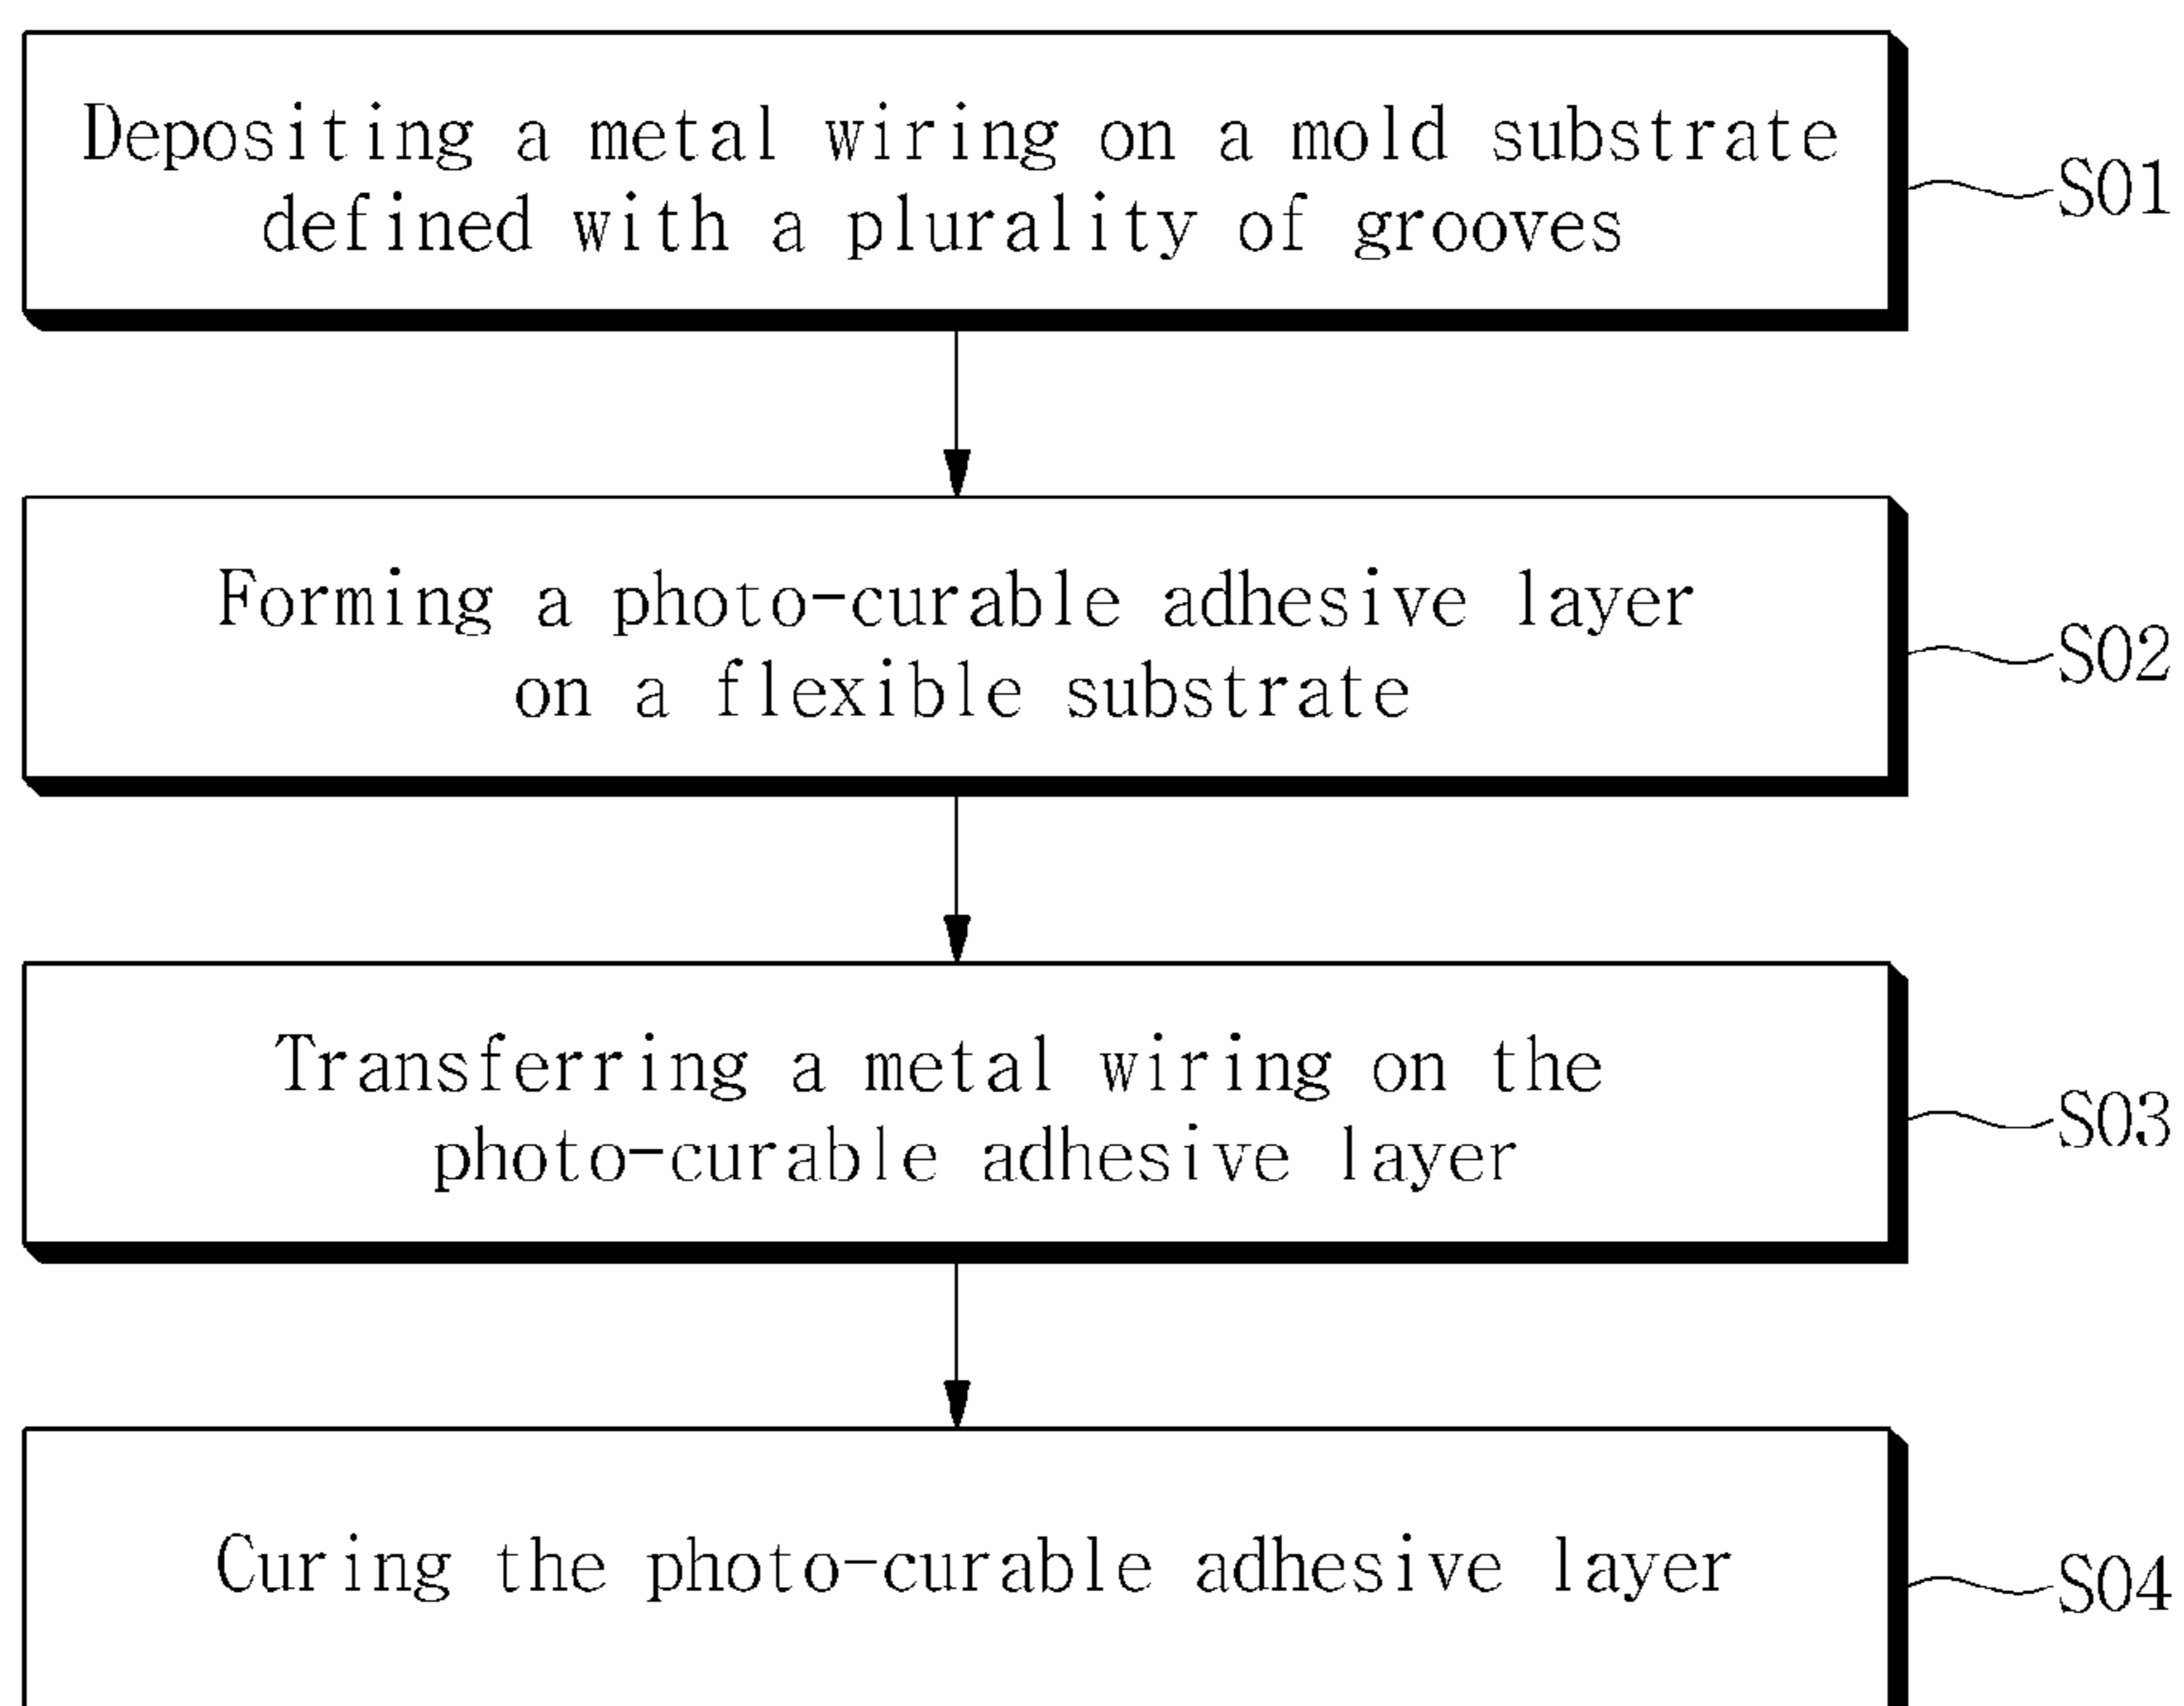 Depositing a metal wiring on a mold substrate
defined with a plurality of grooves
S01
Forming a photo-curable adhesive layer
on a flexible substrate
S02
Transferring a metal wiring on the
photo-curable adhesive layer
S03
Curing the photo-curable adhesive layer
S04